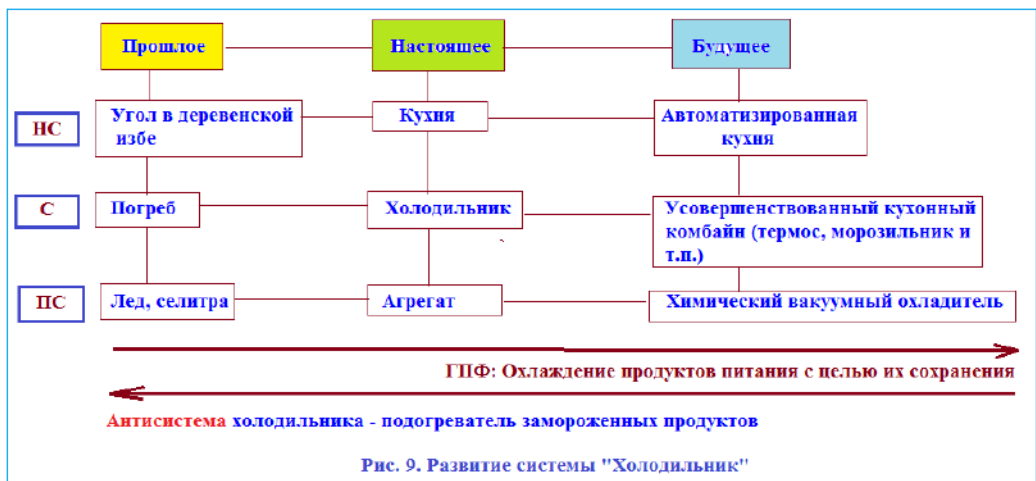 Прошлое
Настоящее
Будущее
НС
Угол в деревенской
избе
Кухня
Автоматизированная
кухня
С
Погреб
Холодильник
Усовершенствованный кухонный
комбайн (термос, морозильник и
т.п.)
ПС
Лед, селитра
Агрегат
Химический вакуумный охладитель
ГПФ: Охлаждение продуктов питания с целью их сохранения
Антисистема холодильника - подогреватель замороженных продуктов
Рис. 9. Развитие системы "Холодильник"